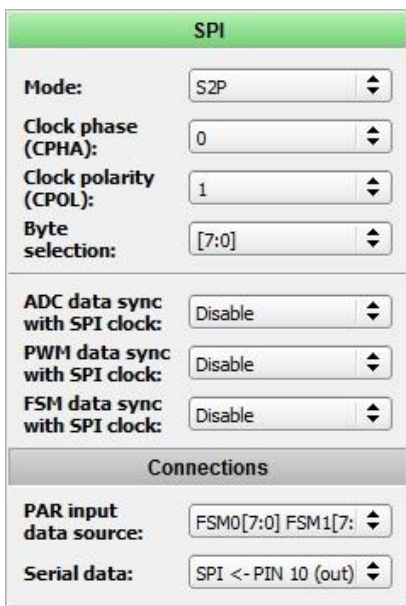 SPI
Mode: S2P
Clock phase
(CPHA): 0
Clock polarity
(CPOL): 1
Byte
selection: [7:0]
ADC data sync
with SPI clock: Disable
PWM data sync
with SPI clock: Disable
FSM data sync
with SPI clock: Disable
Connections
PAR input
data source: FSM0[7:0] FSM1[7:
Serial data: SPI <- PIN 10 (out)